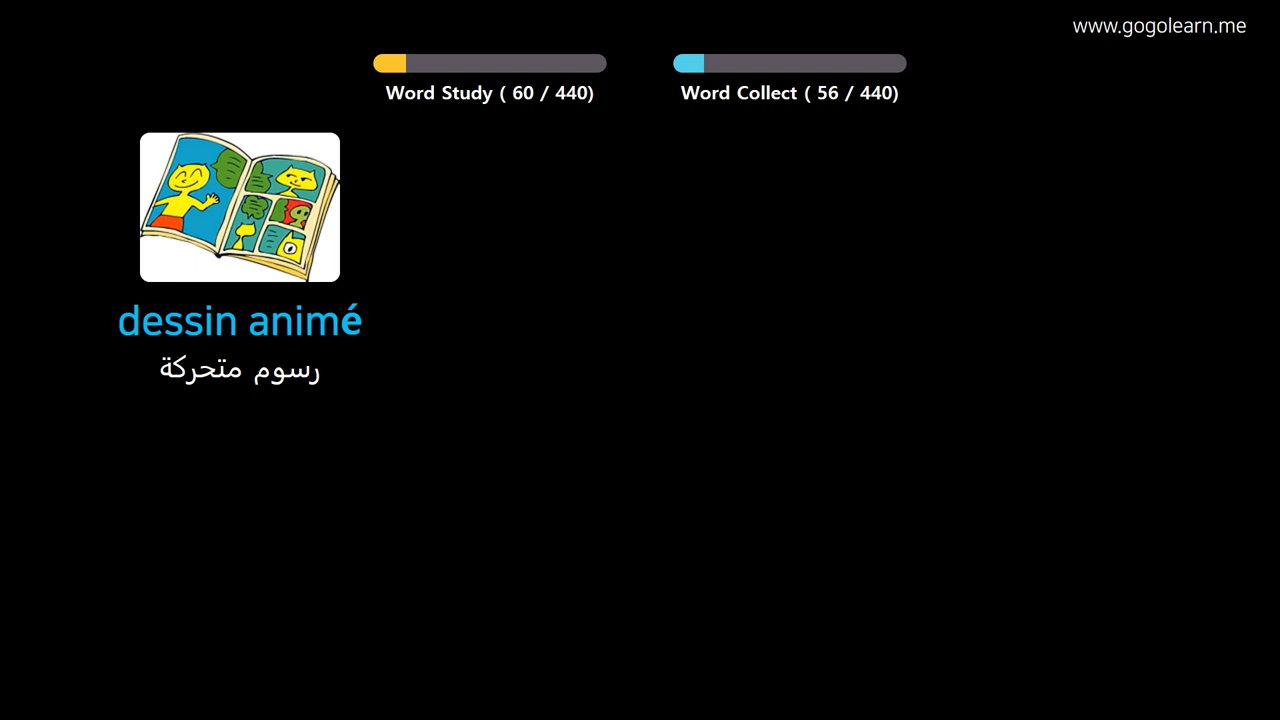 www.gogolearn.me
Word Study ( 60 / 440)
Word Collect ( 56 / 440)
dessin animé
رسوم متحركة